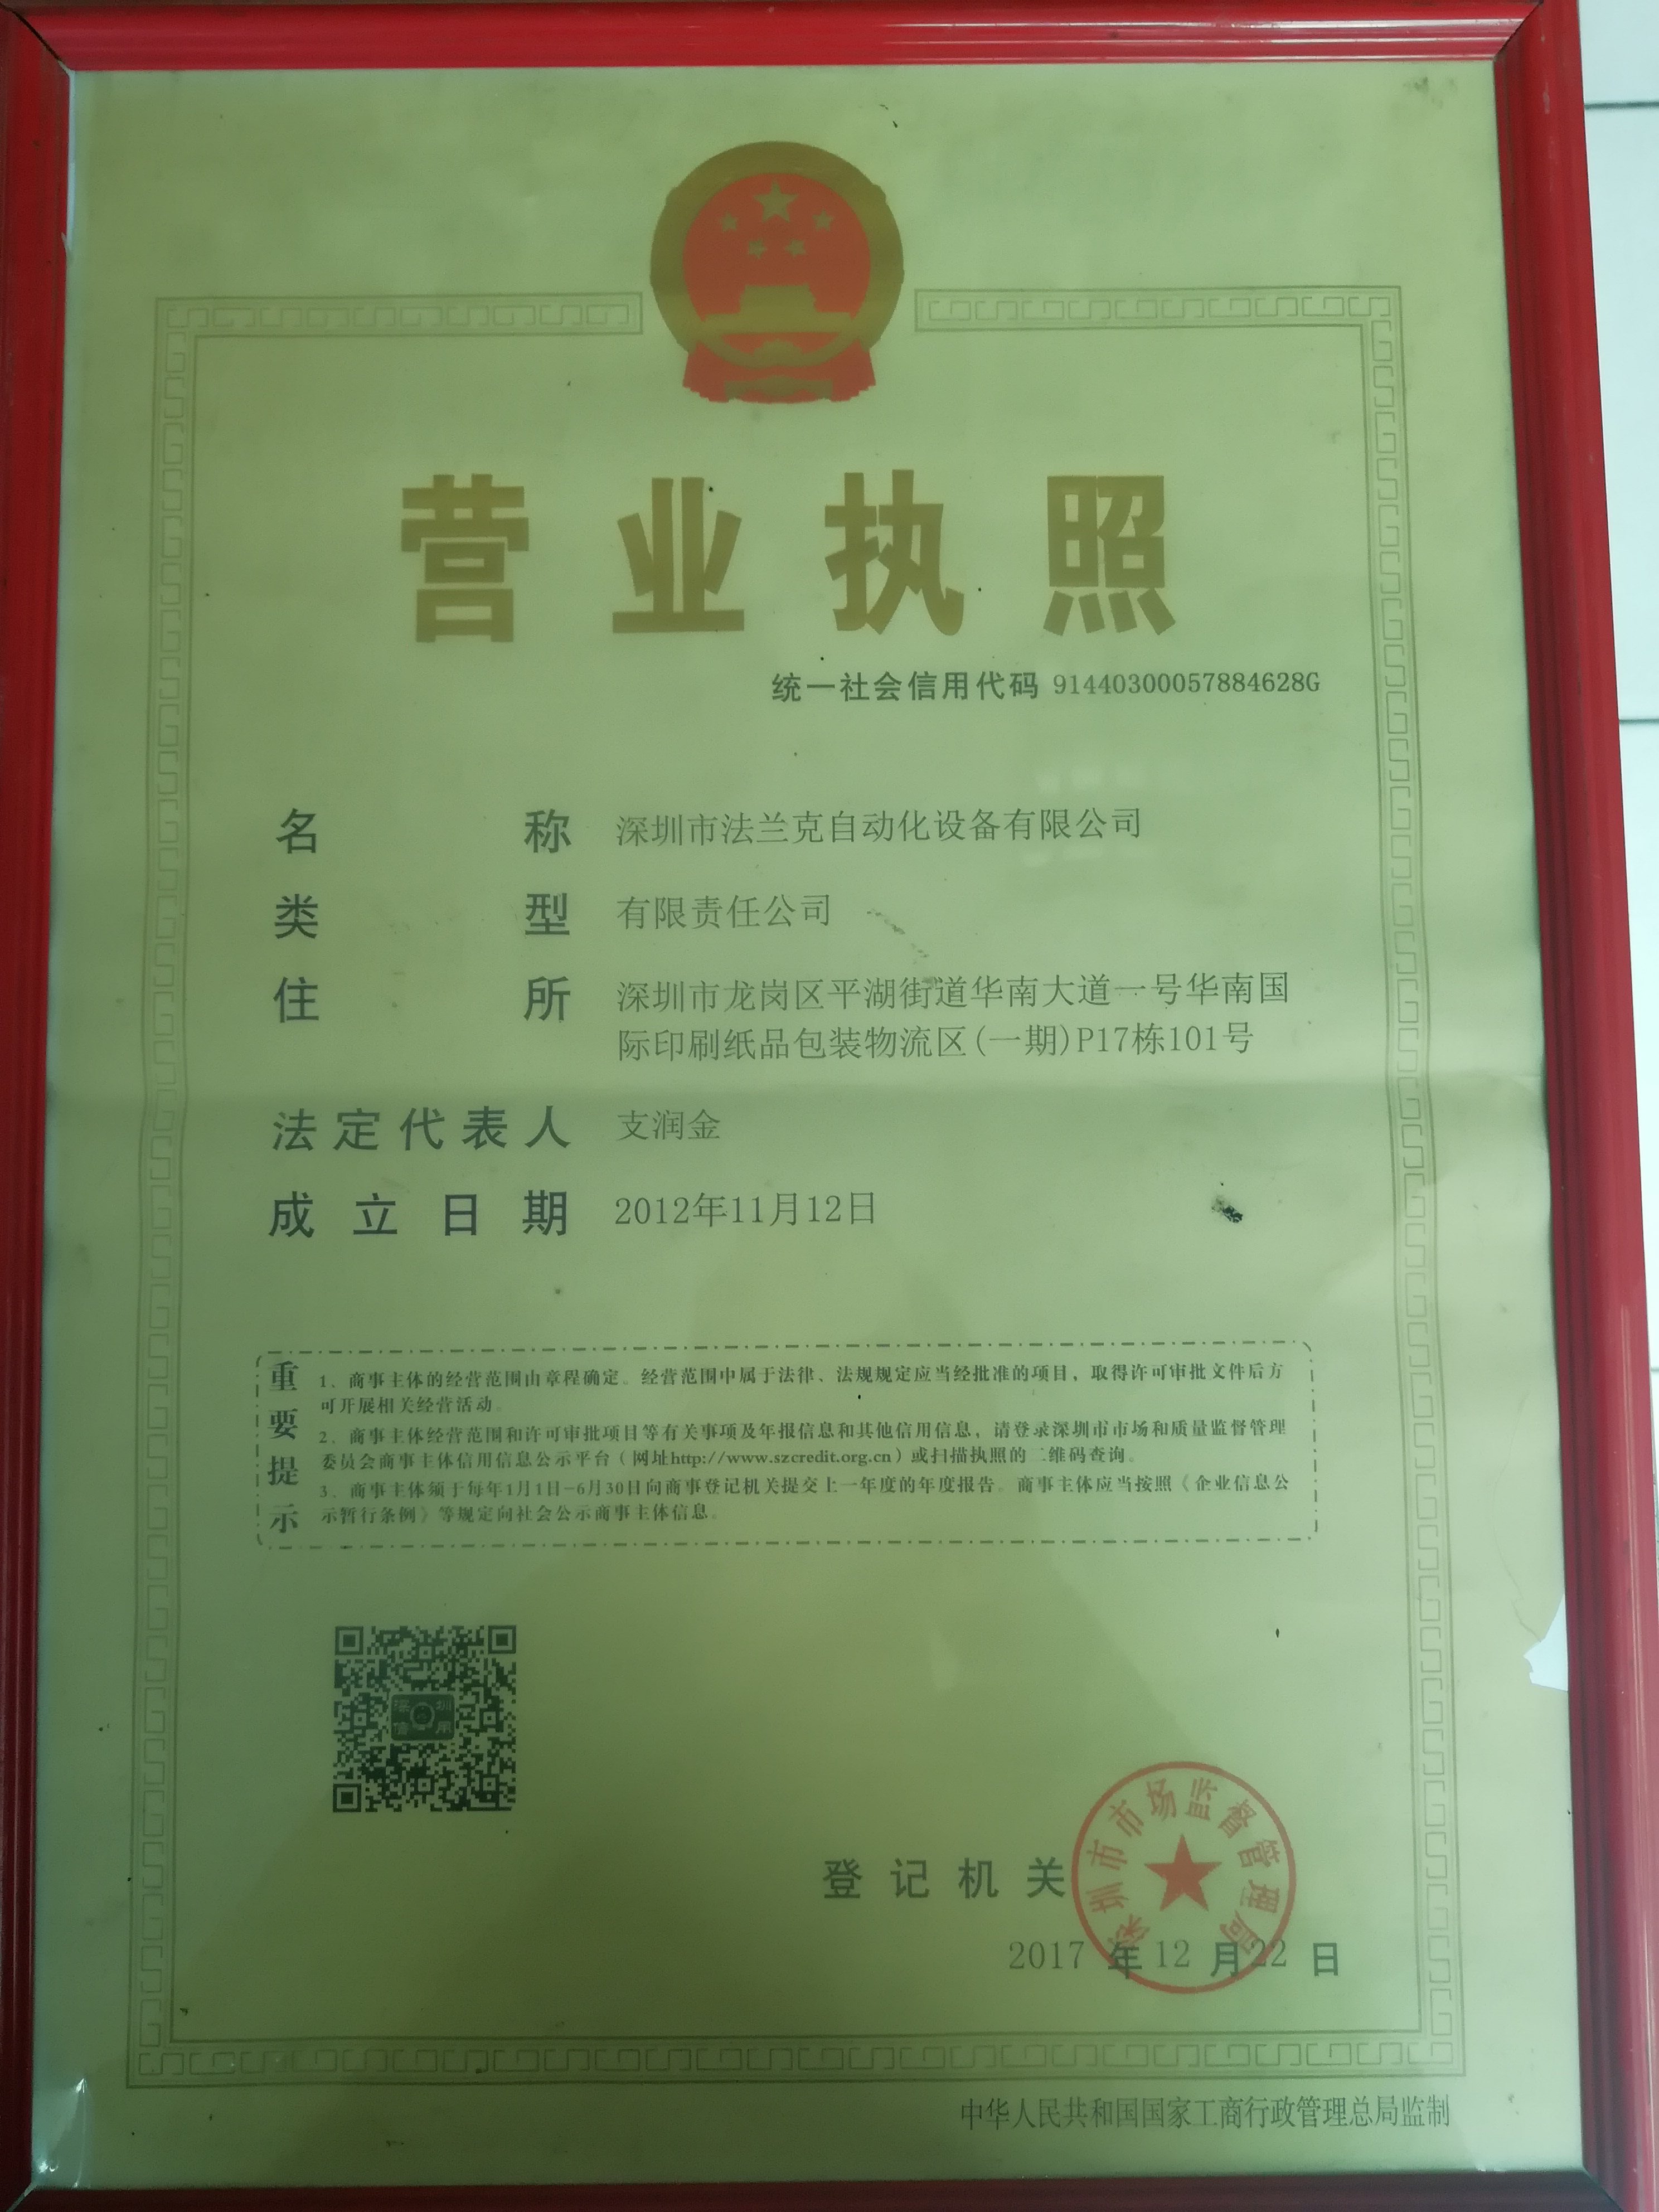 营业执照
统一社会信用代码 91440300057884628G
名称 深圳市法兰克自动化设备有限公司
类型 有限责任公司
住所 深圳市龙岗区平湖街道华南大道一号华南国
际印刷纸品包装物流区(一期)P17栋101号
法定代表人 支润金
成立日期 2012年11月12日
重要提示
1、商事主体的经营范围由章程确定。经营范围中属于法律、法规规定应当经批准的项目，取得许可审批文件后方
可开展相关经营活动。
2、商事主体经营范围和许可审批项目等有关事项及年报信息和其他信用信息，请登录深圳市市场和质量监督管理
委员会商事主体信用信息公示平台（网址http://www.szcredit.org.cn）或扫描执照的二维码查询。
3、商事主体须于每年1月1日-6月30日向商事登记机关提交上一年度的年度报告。商事主体应当按照《企业信息公
示暂行条例》等规定向社会公示商事主体信息。
深圳
信用
登记机关
深圳市市场监督管理局
2017 年 12 月 22 日
中华人民共和国国家工商行政管理总局监制